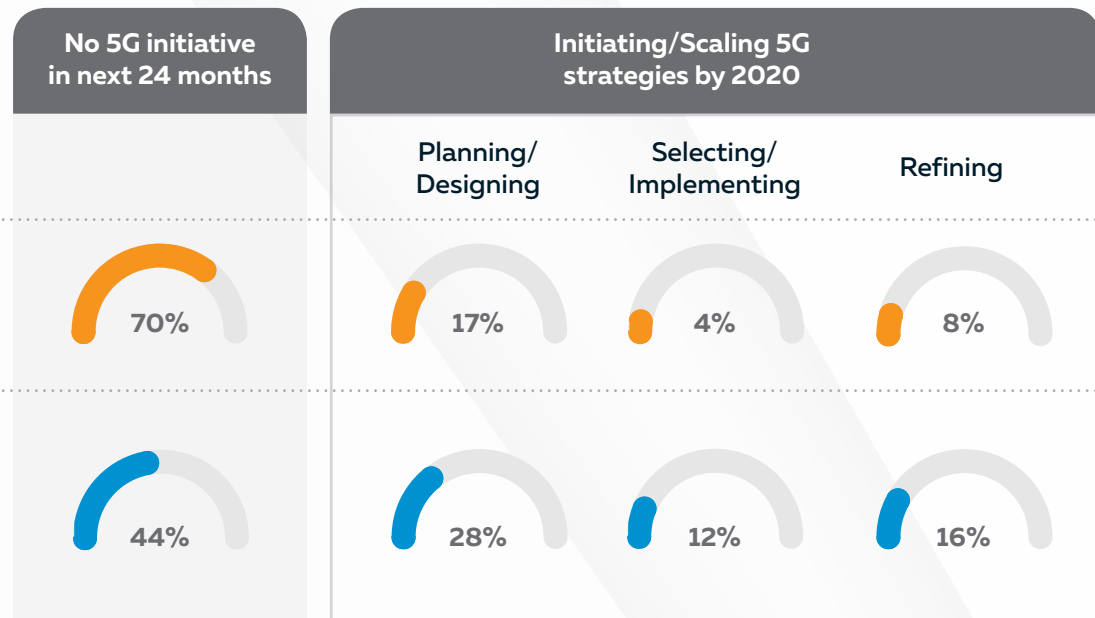 No 5G initiative
in next 24 months
Initiating/Scaling 5G
strategies by 2020
Planning/
Designing
Selecting/
Implementing
Refining
70%
17%
4%
8%
44%
28%
12%
16%